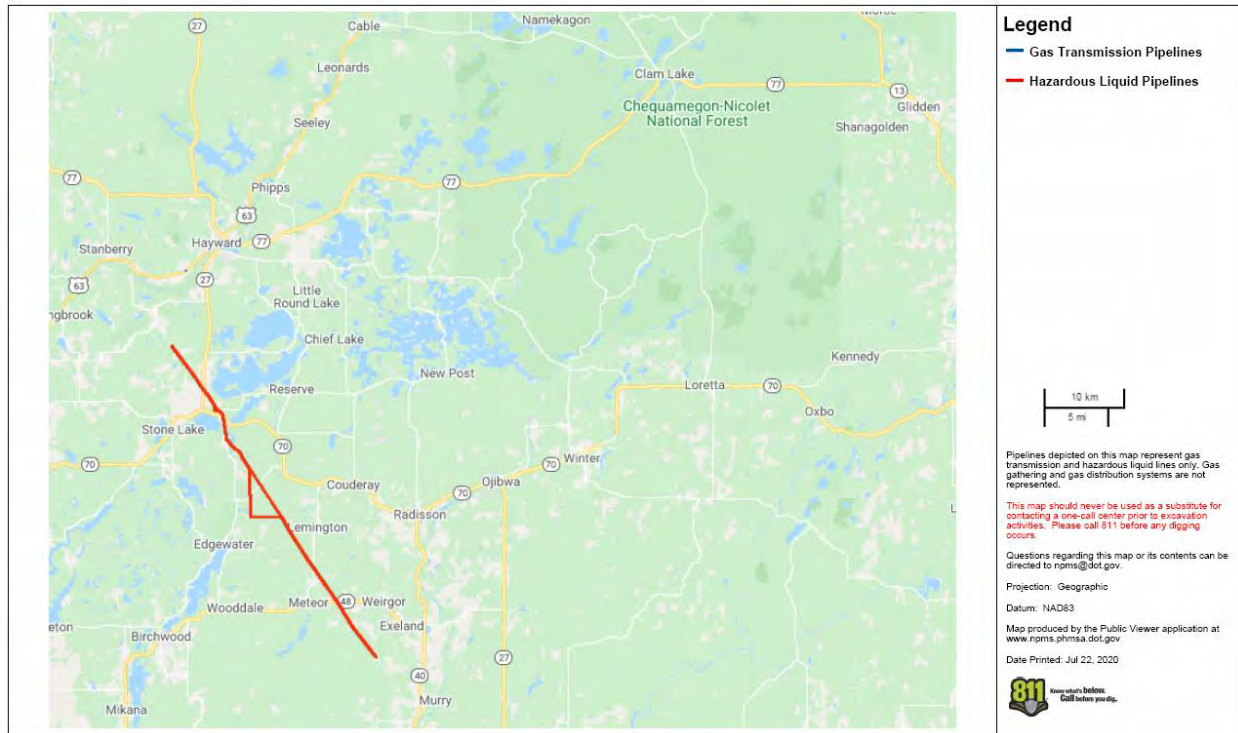 Namekagon
27
Cable
Leonards
Clam Lake
77
13
Glidden
Chequamegon-Nicolet
National Forest
Shanagolden
Seeley
77
77
Phipps
63
Hayward
77
Stanberry
63
27
Little
Round Lake
ngbrook
Chief Lake
Kennedy
New Post
Reserve
Loretta
70
Oxbo
Stone Lake
70
70
Winter
70
Ojibwa
Couderay
70
Radisson
Lemington
Edgewater
Meteor
48
Weirgor
Wooddale
Exeland
eton
Birchwood
27
40
Murry
Mikana
Legend
Gas Transmission Pipelines
Hazardous Liquid Pipelines
10 km
5 mi
Pipelines depicted on this map represent gas
transmission and hazardous liquid lines only. Gas
gathering and gas distribution systems are not
represented.
This map should never be used as a substitute for
contacting a one-call center prior to excavation
activities. Please call 811 before any digging
occurs.
Questions regarding this map or its contents can be
directed to npms@dot.gov.
Projection: Geographic
Datum: NAD83
Map produced by the Public Viewer application at
www.npms.phmsa.dot.gov
Date Printed: Jul 22, 2020
811
Know what's below.
Call before you dig.